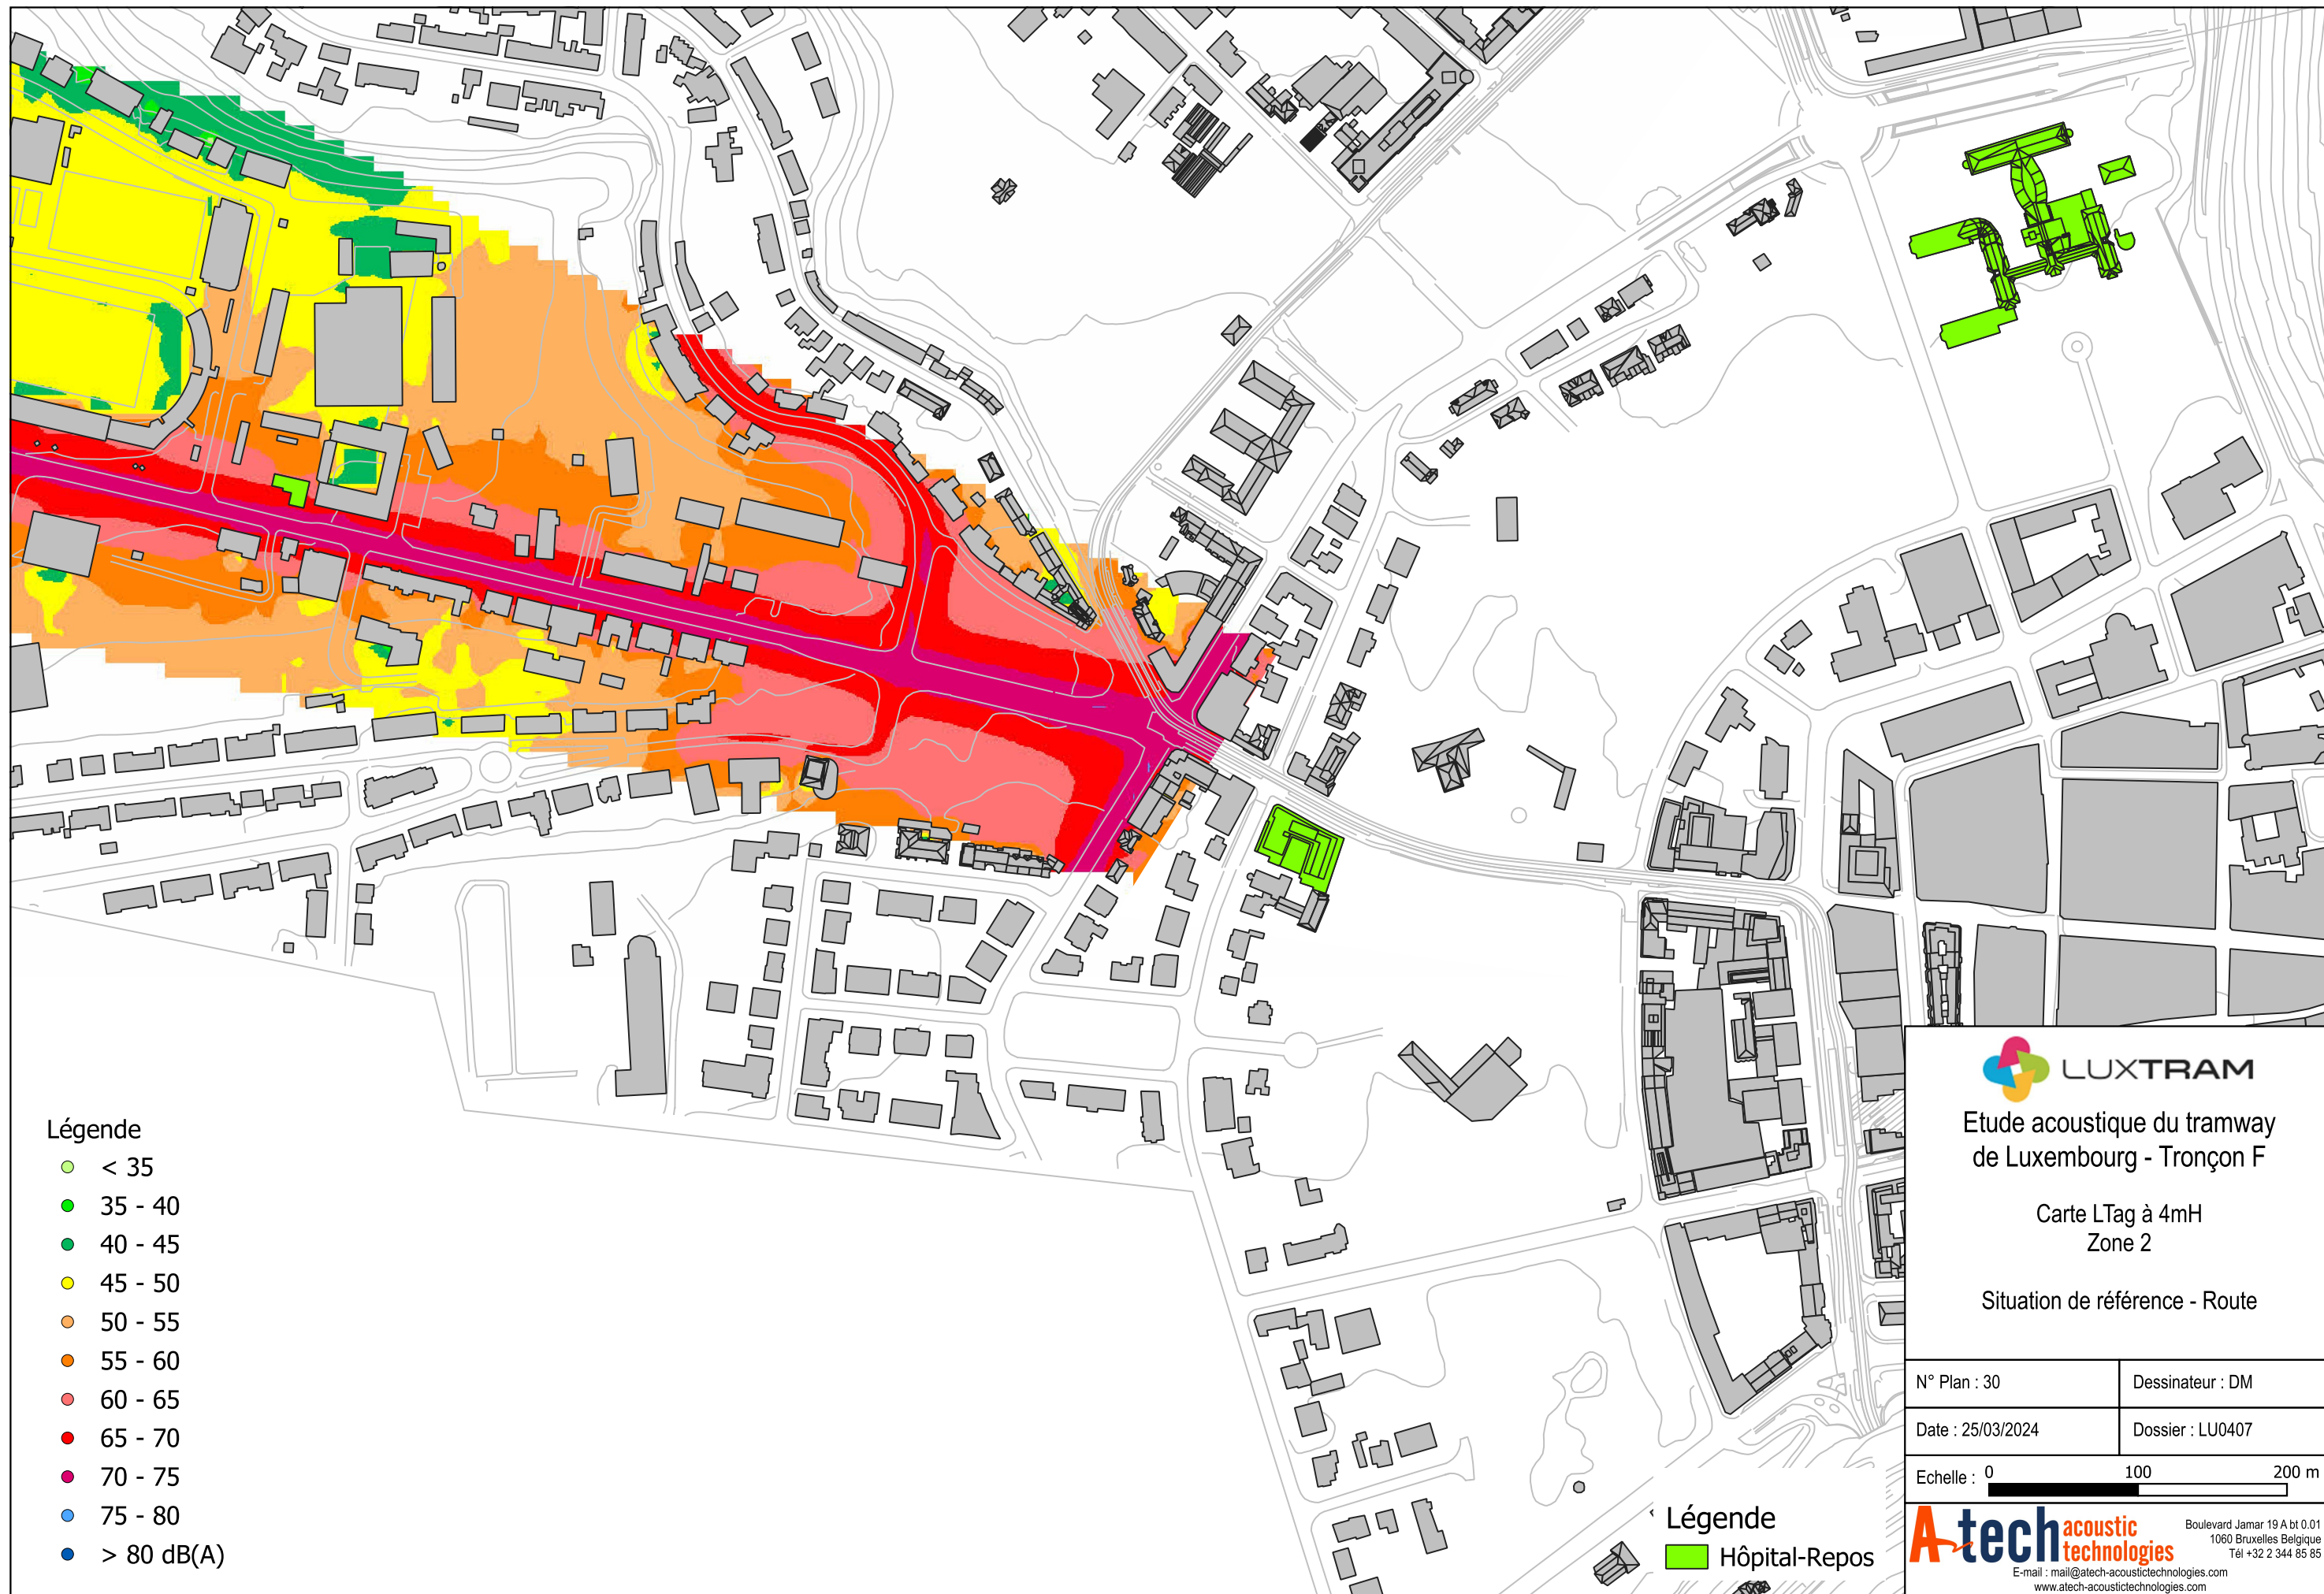 Légende
< 35
35 - 40
40 - 45
45 - 50
50 - 55
55 - 60
60 - 65
65 - 70
70 - 75
75 - 80
> 80 dB(A)
Légende
Hôpital-Repos
LUXTRAM
Etude acoustique du tramway
de Luxembourg - Tronçon F
Carte LTag à 4mH
Zone 2
Situation de référence - Route
N° Plan : 30
Dessinateur : DM
Date : 25/03/2024
Dossier : LU0407
Echelle : 0 100 200 m
A-tech acoustic technologies
Boulevard Jamar 19 A bt 0.01
1060 Bruxelles Belgique
Tél +32 2 344 85 85
E-mail : mail@atech-acoustictechnologies.com
www.atech-acoustictechnologies.com